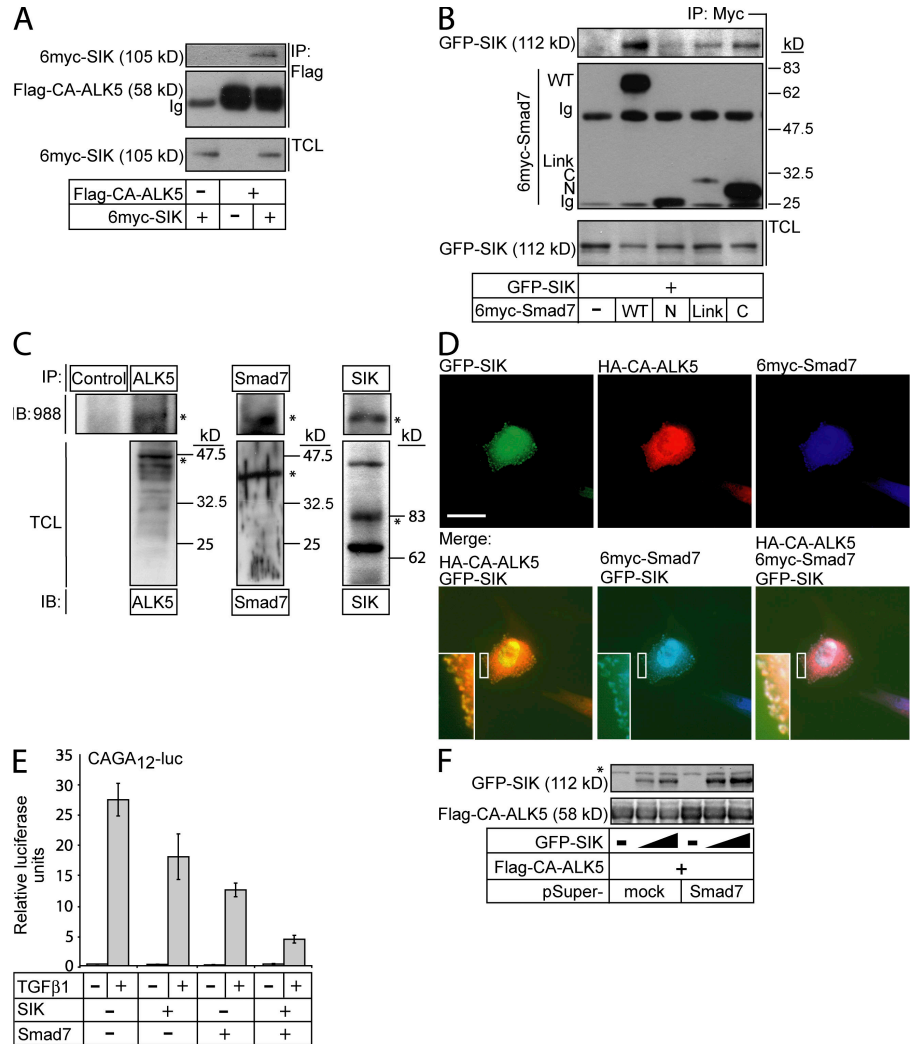 A
6myc-SIK (105 kD)
IP:
Flag
Flag-CA-ALK5 (58 kD)
Ig
6myc-SIK (105 kD)
TCL
Flag-CA-ALK5 - +
6myc-SIK + - +
B
IP: Myc
GFP-SIK (112 kD)
kD
6myc-Smad7
WT
Ig
Link
C
N
Ig
83
62
47.5
32.5
25
GFP-SIK (112 kD)
TCL
GFP-SIK +
6myc-Smad7 - WT N Link C
C
IP: Control ALK5 Smad7 SIK
IB: 988 * * *
kD kD kD
TCL
47.5
*
32.5
25
47.5
*
32.5
25
83
*
62
IB: ALK5 Smad7 SIK
D
GFP-SIK HA-CA-ALK5 6myc-Smad7
Merge:
HA-CA-ALK5
GFP-SIK
6myc-Smad7
GFP-SIK
HA-CA-ALK5
6myc-Smad7
GFP-SIK
E
CAGA12-luc
Relative luciferase
units
35
30
25
20
15
10
5
0
TGFβ1 - + - + - + - +
SIK - + - +
Smad7 - - + +
F
*
GFP-SIK (112 kD)
Flag-CA-ALK5 (58 kD)
GFP-SIK - -
Flag-CA-ALK5 +
pSuper- mock Smad7